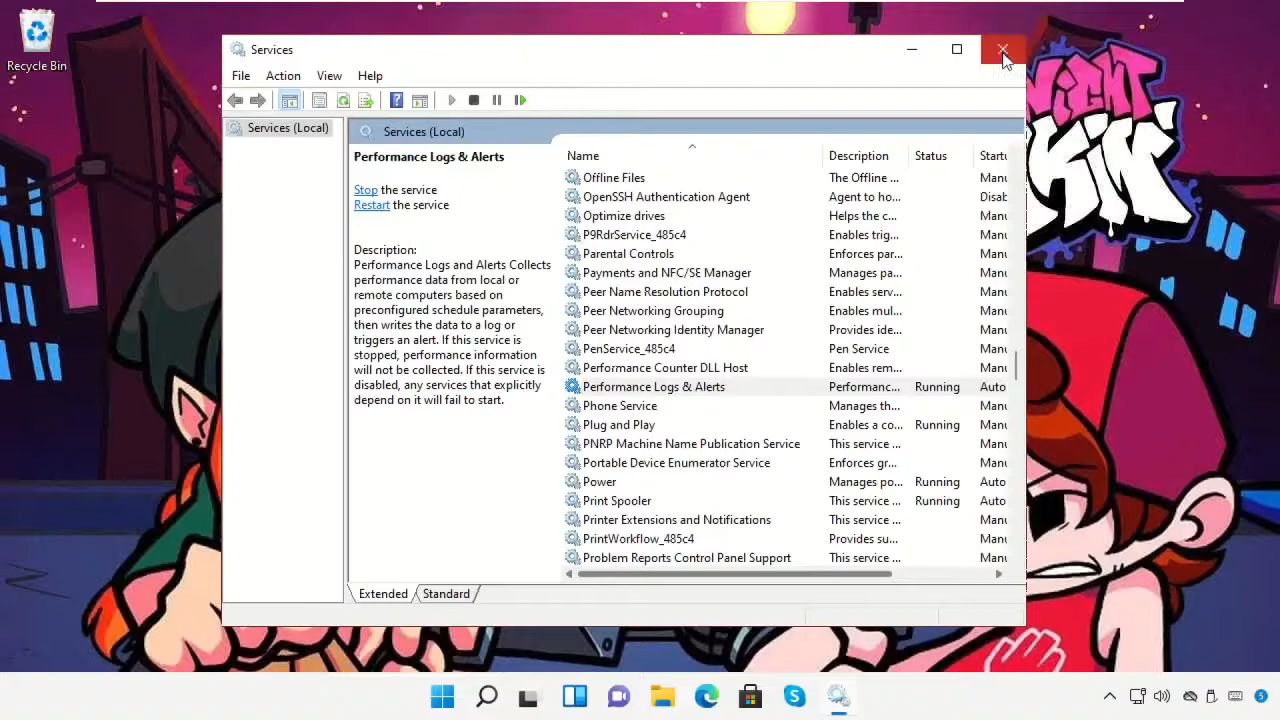 Recycle Bin
Services
File Action View Help
Services (Local)
Services (Local)
Performance Logs & Alerts
Stop the service
Restart the service
Description:
Performance Logs and Alerts Collects
performance data from local or
remote computers based on
preconfigured schedule parameters,
then writes the data to a log or
triggers an alert. If this service is
stopped, performance information
will not be collected. If this service is
disabled, any services that explicitly
depend on it will fail to start.
Name Description Status Startu
Offline Files The Offline ... Manu
OpenSSH Authentication Agent Agent to ho... Disab
Optimize drives Helps the c... Manu
P9RdrService_485c4 Enables trig... Manu
Parental Controls Enforces par... Manu
Payments and NFC/SE Manager Manages pa... Manu
Peer Name Resolution Protocol Enables serv... Manu
Peer Networking Grouping Enables mul... Manu
Peer Networking Identity Manager Provides ide... Manu
PenService_485c4 Pen Service Manu
Performance Counter DLL Host Enables rem... Manu
Performance Logs & Alerts Performanc... Running Auto
Phone Service Manages th... Manu
Plug and Play Enables a co... Running Manu
PNRP Machine Name Publication Service This service ... Manu
Portable Device Enumerator Service Enforces gr... Manu
Power Manages po... Running Auto
Print Spooler This service ... Running Auto
Printer Extensions and Notifications This service ... Manu
PrintWorkflow_485c4 Provides su... Manu
Problem Reports Control Panel Support This service ... Manu
Extended Standard
NIGHT
KIN
5